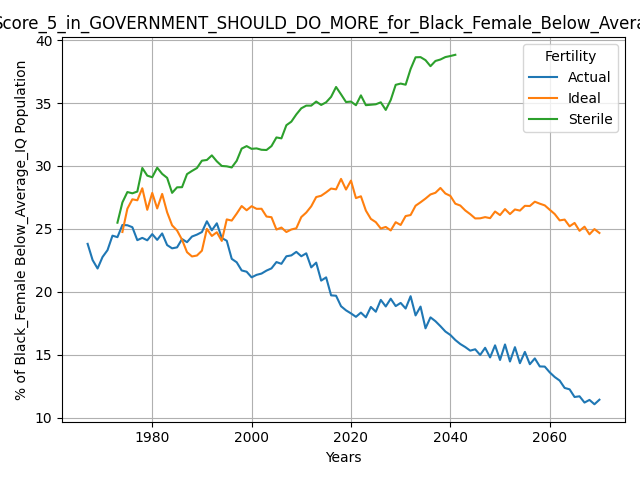 Score_5_in_GOVERNMENT_SHOULD_DO_MORE_for_Black_Female_Below_Avera
% of Black_Female Below_Average_IQ Population
40
35
30
25
20
15
10
1980
2000
2020
2040
2060
Years
Fertility
Actual
Ideal
Sterile